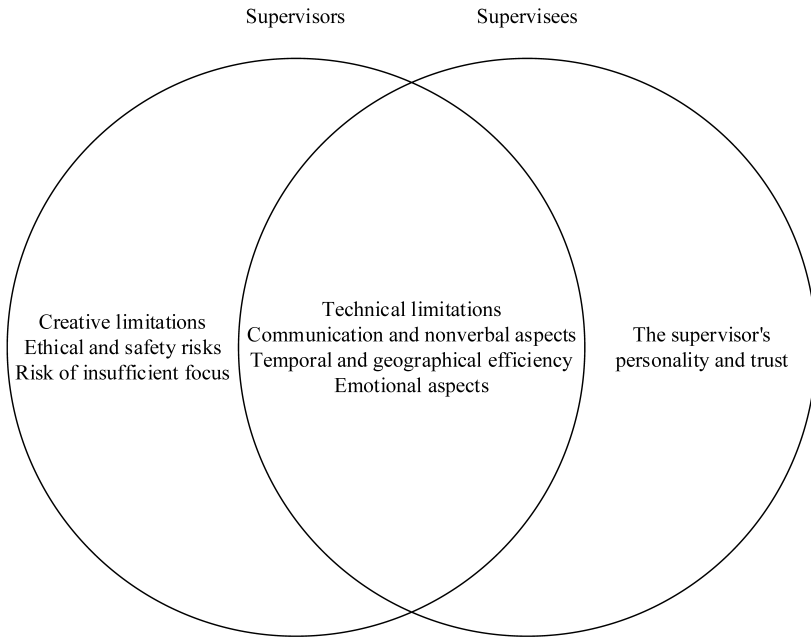 Supervisors
Supervisees
Creative limitations
Ethical and safety risks
Risk of insufficient focus
Technical limitations
Communication and nonverbal aspects
Temporal and geographical efficiency
Emotional aspects
The supervisor's
personality and trust